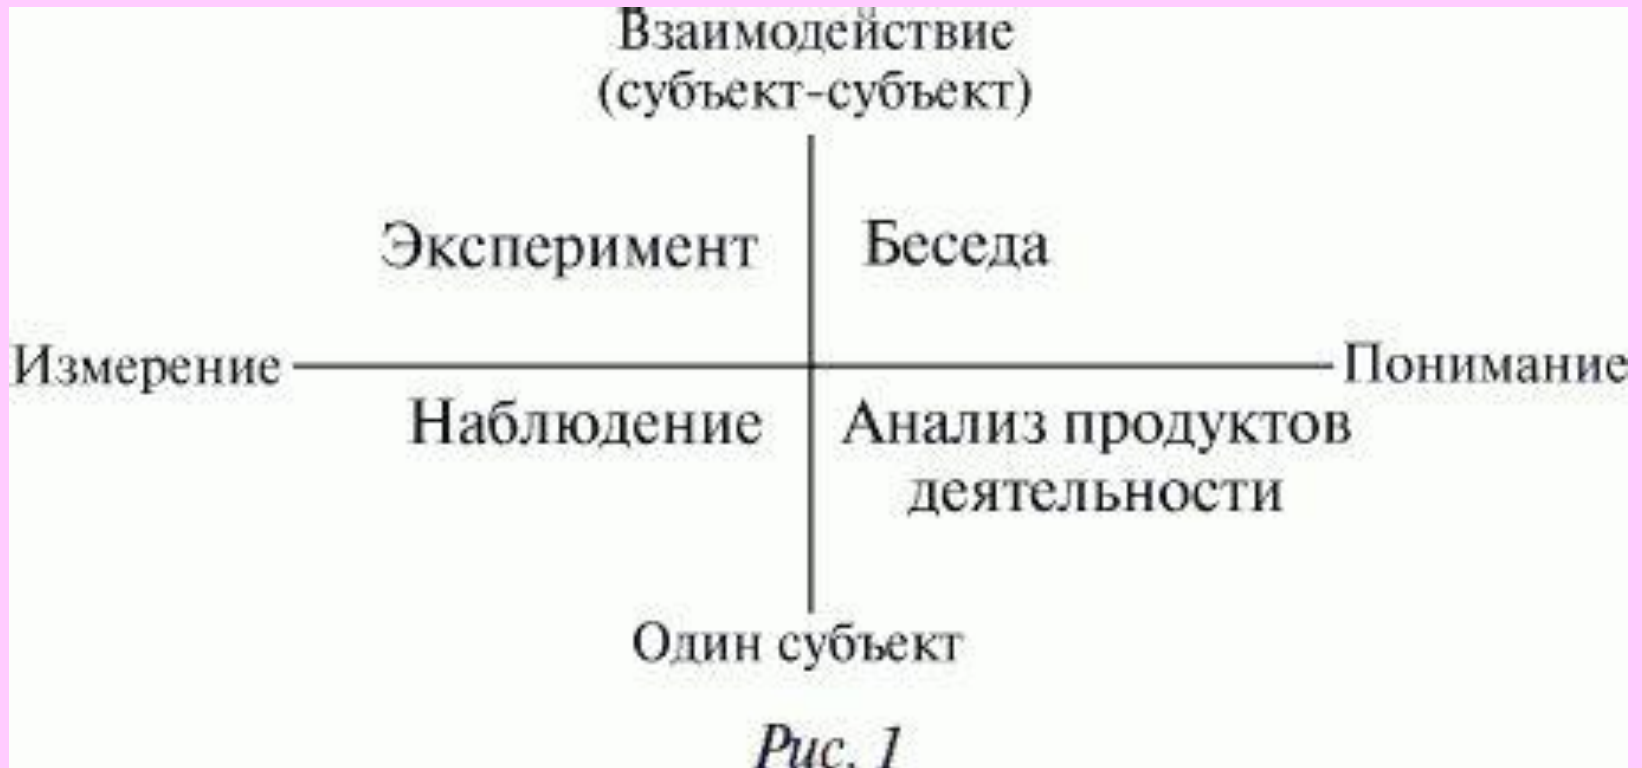 Взаимодействие
(субъект-субъект)
Эксперимент
Беседа
Измерение
Понимание
Наблюдение
Анализ продуктов
деятельности
Один субъект
Рис. 1